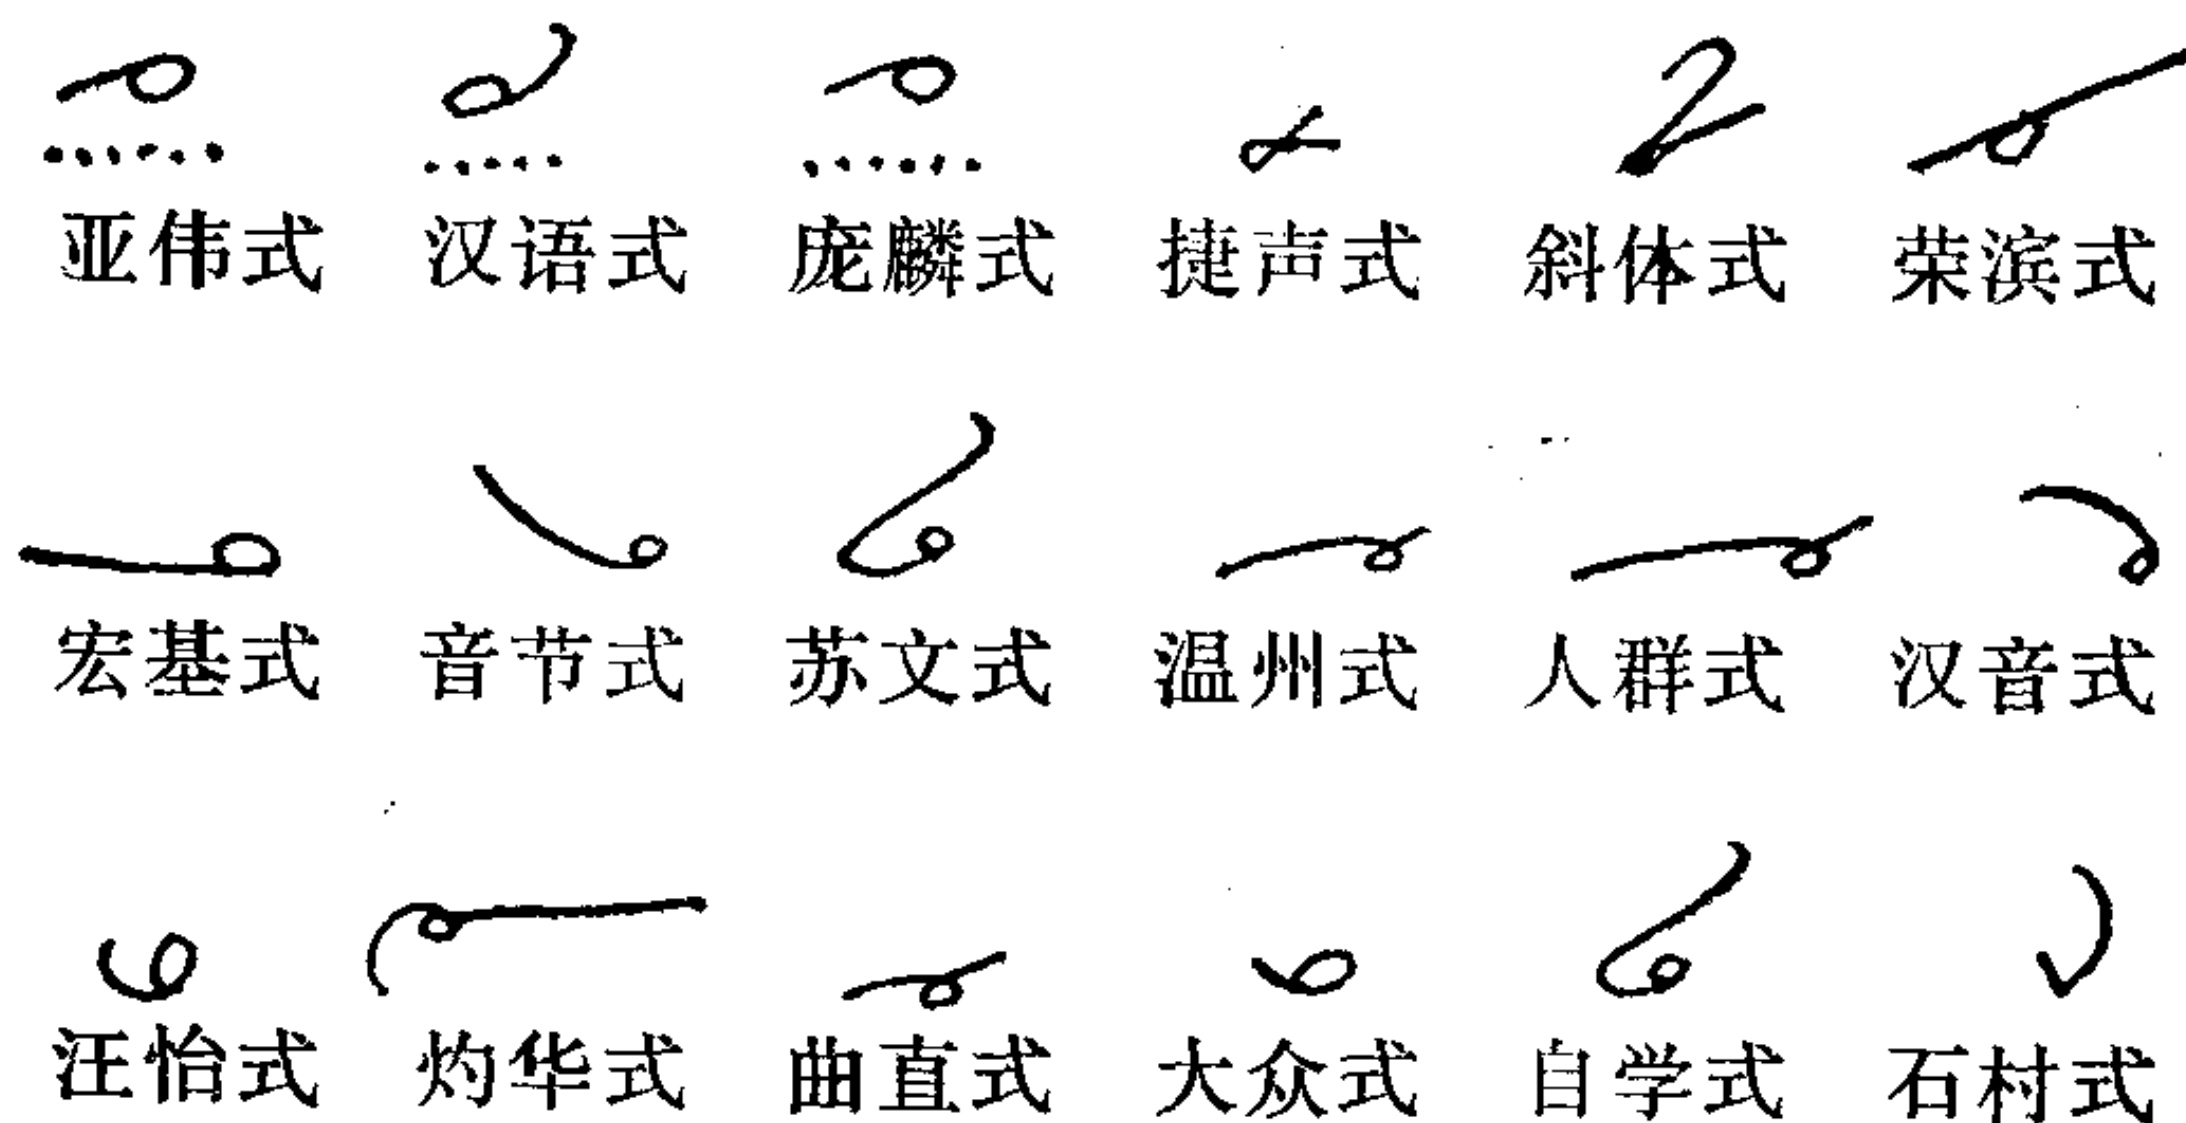 亚伟式 汉语式 庞麟式 捷声式 斜体式 荣滨式
宏基式 音节式 苏文式 温州式 人群式 汉音式
汪怡式 灼华式 曲直式 大众式 自学式 石村式